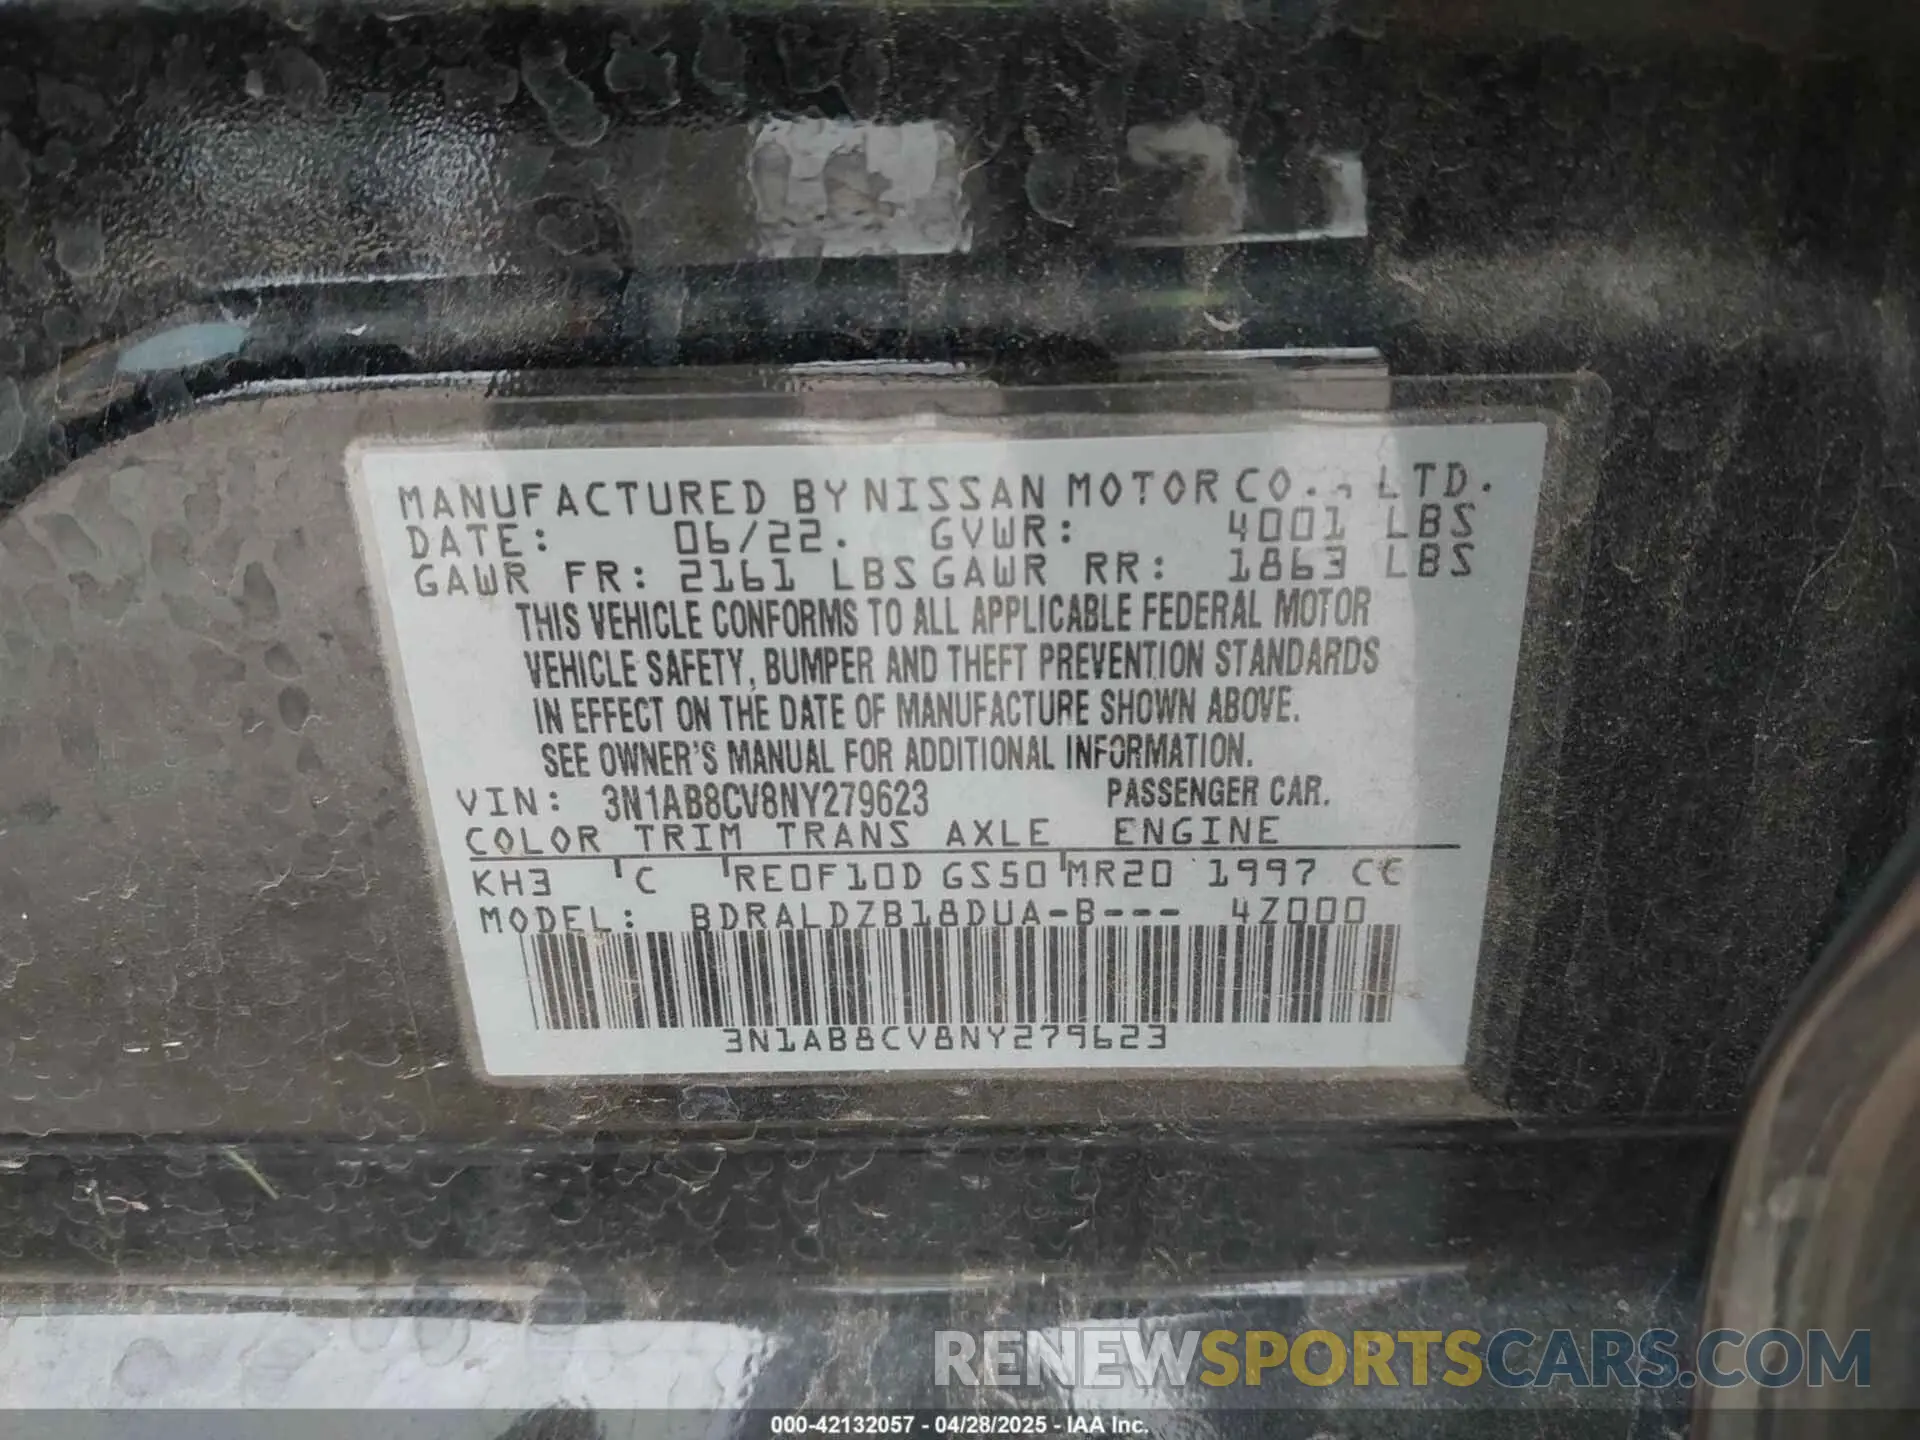 MANUFACTURED BY NISSAN MOTOR CO., LTD.
DATE: 06/22. GVWR: 4001 LBS
GAWR FR: 2161 LBS GAWR RR: 1863 LBS
THIS VEHICLE CONFORMS TO ALL APPLICABLE FEDERAL MOTOR
VEHICLE SAFETY, BUMPER AND THEFT PREVENTION STANDARDS
IN EFFECT ON THE DATE OF MANUFACTURE SHOWN ABOVE.
SEE OWNER'S MANUAL FOR ADDITIONAL INFORMATION.
VIN: 3N1AB8CV8NY279623 PASSENGER CAR.
COLOR TRIM TRANS AXLE ENGINE
KH3 C RE0F10D GS50 MR20 1997 CC
MODEL: BDRALDZB18DUA-B--- 4Z000
3N1AB8CV8NY279623
RENEWSPORTSCARS.COM
000-42132057 - 04/28/2025 - IAA Inc.